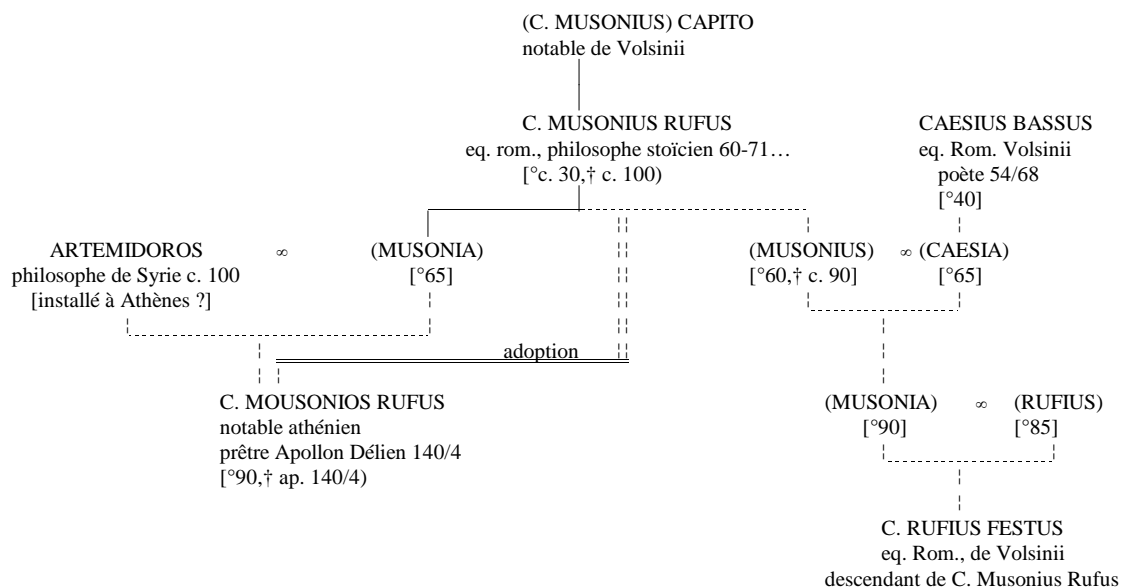 (C. MUSONIUS) CAPITO
notable de Volsinii
C. MUSONIUS RUFUS
eq. rom., philosophe stoïcien 60-71…
[°c. 30,† c. 100)
CAESIUS BASSUS
eq. Rom. Volsinii
poète 54/68
[°40]
ARTEMIDOROS ∞ (MUSONIA) (MUSONIUS) ∞ (CAESIA)
philosophe de Syrie c. 100 [°65] [°60,† c. 90] [°65]
[installé à Athènes ?]
adoption
C. MOUSONIOS RUFUS
notable athénien
prêtre Apollon Délien 140/4
[°90,† ap. 140/4)
(MUSONIA) ∞ (RUFIUS)
[°90] [°85]
C. RUFIUS FESTUS
eq. Rom., de Volsinii
descendant de C. Musonius Rufus